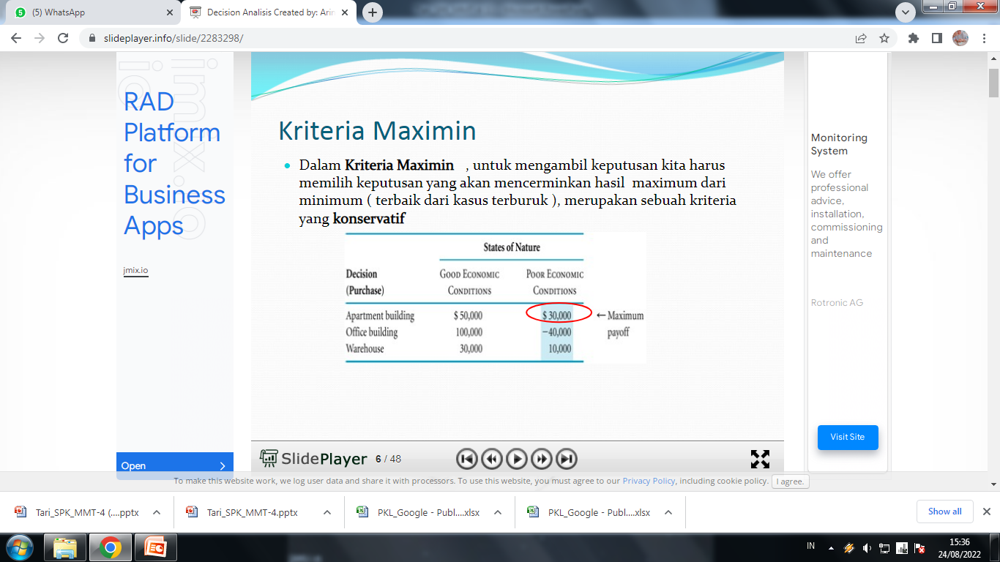 (5) WhatsApp
Decision Analisis Created by: Arin
slideplayer.info/slide/2283298/
RAD
Platform
for
Business
Apps
jmix.io
Open
Kriteria Maximin
Dalam Kriteria Maximin , untuk mengambil keputusan kita harus
memilih keputusan yang akan mencerminkan hasil maximum dari
minimum ( terbaik dari kasus terburuk ), merupakan sebuah kriteria
yang konservatif
States of Nature
Decision GOOD ECONOMIC POOR ECONOMIC
(Purchase) CONDITIONS CONDITIONS
Apartment building $ 50,000 $ 30,000 ← Maximum
Office building 100,000 −40,000 payoff
Warehouse 30,000 10,000
SlidePlayer 6 / 48
Monitoring
System
We offer
professional
advice,
installation,
commissioning
and
maintenance
Rotronic AG
Visit Site
To make this website work, we log user data and share it with processors. To use this website, you must agree to our Privacy Policy, including cookie policy. I agree.
Tari_SPK_MMT-4 (....pptx
Tari_SPK_MMT-4.pptx
PKL_Google - Publ....xlsx
PKL_Google - Publ....xlsx
Show all
IN
15:36
24/08/2022